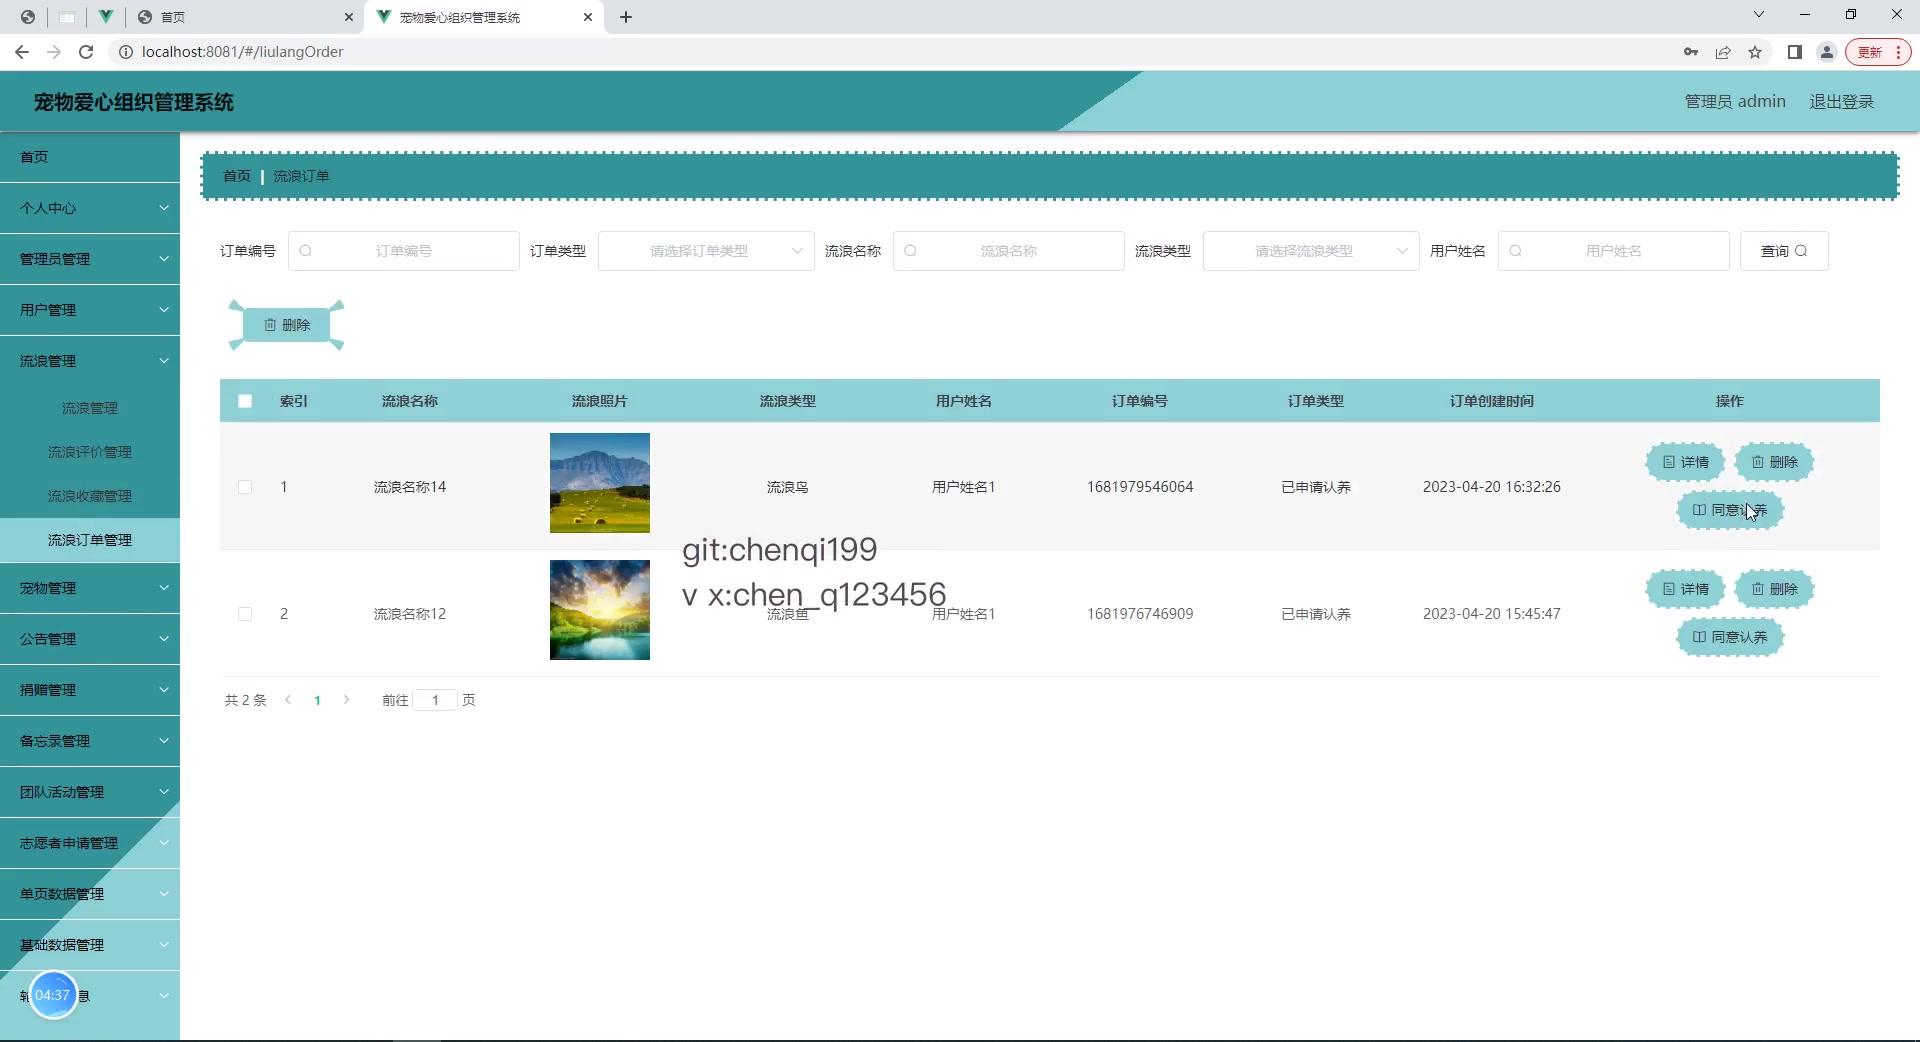 首页
宠物爱心组织管理系统
localhost:8081/#/liulangOrder
更新
宠物爱心组织管理系统
管理员 admin 退出登录
首页
个人中心
管理员管理
用户管理
流浪管理
流浪管理
流浪评价管理
流浪收藏管理
流浪订单管理
宠物管理
公告管理
捐赠管理
备忘录管理
团队活动管理
志愿者申请管理
单页数据管理
基础数据管理
息
04:37
首页 | 流浪订单
订单编号 订单编号 订单类型 请选择订单类型 流浪名称 流浪名称 流浪类型 请选择流浪类型 用户姓名 用户姓名 查询
删除
索引 流浪名称 流浪照片 流浪类型 用户姓名 订单编号 订单类型 订单创建时间 操作
1 流浪名称14 流浪鸟 用户姓名1 1681979546064 已申请认养 2023-04-20 16:32:26 详情 删除
同意认养
git:chenqi199
v x:chen_q123456
2 流浪名称12 流浪鱼 用户姓名1 1681976746909 已申请认养 2023-04-20 15:45:47 详情 删除
同意认养
共 2 条 1 前往 1 页